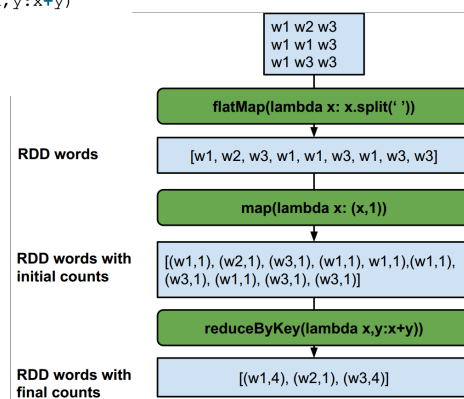 ,y:x+y)
w1 w2 w3
w1 w1 w3
w1 w3 w3
flatMap(lambda x: x.split(‘ ’))
RDD words
[w1, w2, w3, w1, w1, w3, w1, w3, w3]
map(lambda x: (x,1))
RDD words with
initial counts
[(w1,1), (w2,1), (w3,1), (w1,1), w1,1),(w1,1),
(w3,1), (w1,1), (w3,1), (w3,1)]
reduceByKey(lambda x,y:x+y))
RDD words with
final counts
[(w1,4), (w2,1), (w3,4)]